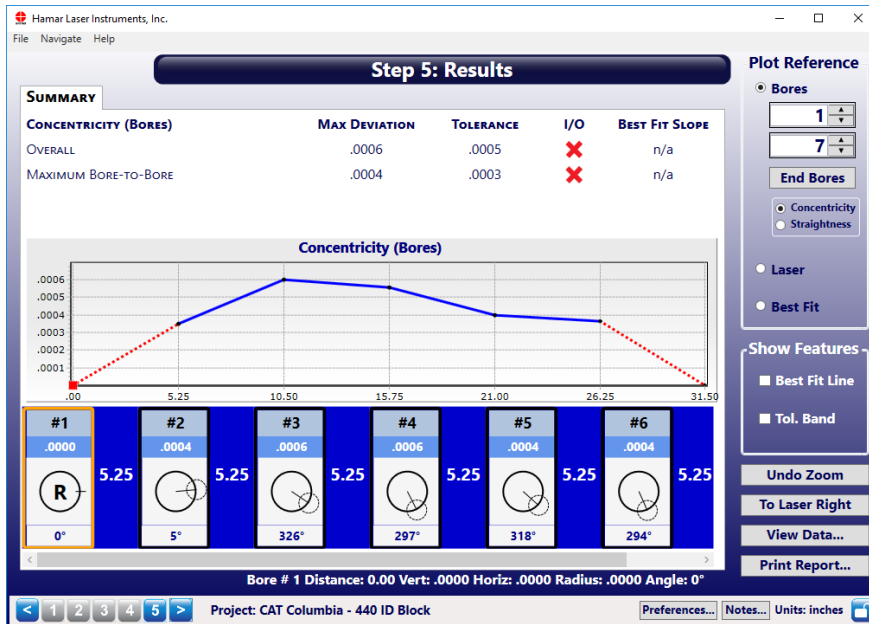 Hamar Laser Instruments, Inc.
File Navigate Help
Step 5: Results
SUMMARY
CONCENTRICITY (BORES) MAX DEVIATION TOLERANCE I/O BEST FIT SLOPE
OVERALL .0006 .0005 n/a
MAXIMUM BORE-TO-BORE .0004 .0003 n/a
Concentricity (Bores)
.0006
.0005
.0004
.0003
.0002
.0001
.00 5.25 10.50 15.75 21.00 26.25 31.50
#1 #2 #3 #4 #5 #6
.0000 .0004 .0006 .0006 .0004 .0004
R 5.25 5.25 5.25 5.25 5.25 5.25
0° 5° 326° 297° 318° 294°
Bore # 1 Distance: 0.00 Vert: .0000 Horiz: .0000 Radius: .0000 Angle: 0°
Plot Reference
Bores
1
7
End Bores
Concentricity
Straightness
Laser
Best Fit
Show Features
Best Fit Line
Tol. Band
Undo Zoom
To Laser Right
View Data...
Print Report...
< 1 2 3 4 5 > Project: CAT Columbia - 440 ID Block Preferences... Notes... Units: inches